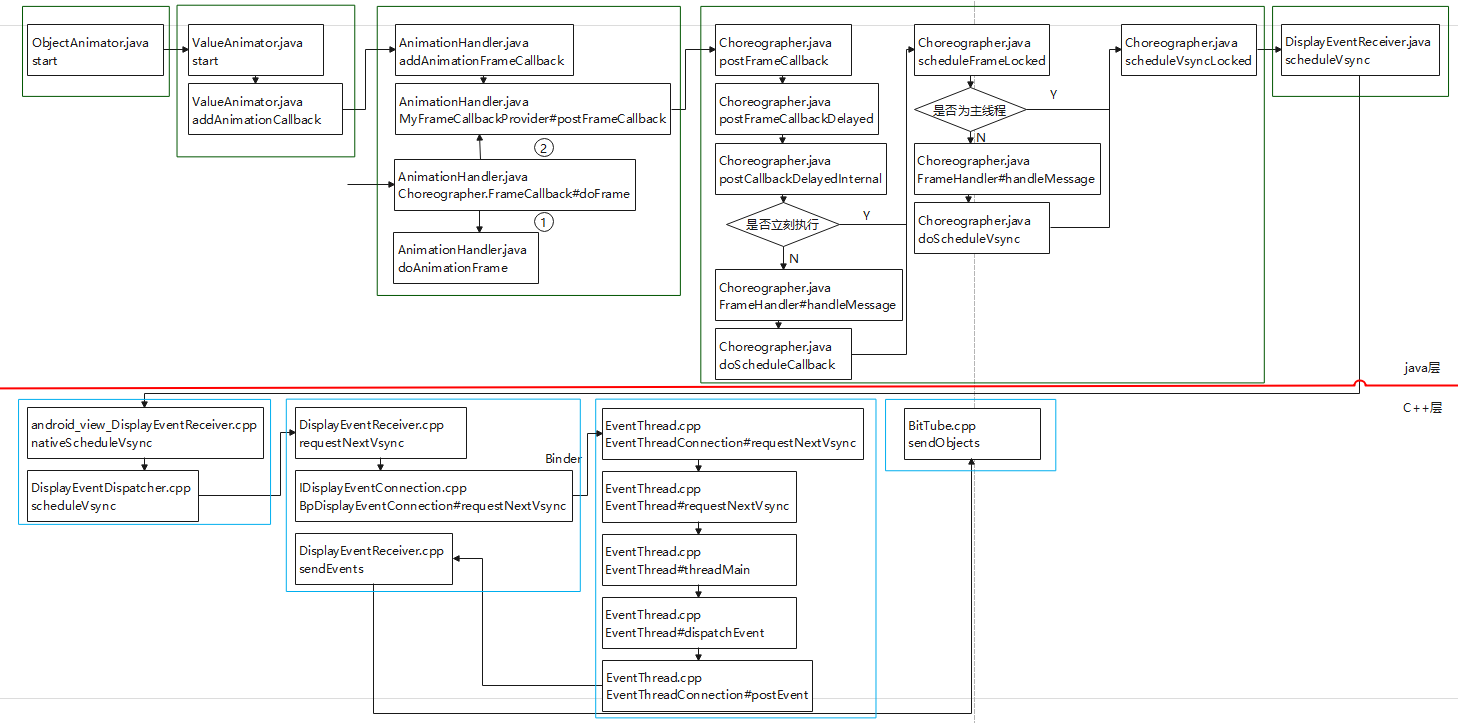 ObjectAnimator.java
start
ValueAnimator.java
start
ValueAnimator.java
addAnimationCallback
AnimationHandler.java
addAnimationFrameCallback
AnimationHandler.java
MyFrameCallbackProvider#postFrameCallback
②
AnimationHandler.java
Choreographer.FrameCallback#doFrame
①
AnimationHandler.java
doAnimationFrame
Choreographer.java
postFrameCallback
Choreographer.java
postFrameCallbackDelayed
Choreographer.java
postCallbackDelayedInternal
是否立刻执行
Y
N
Choreographer.java
FrameHandler#handleMessage
Choreographer.java
doScheduleCallback
Choreographer.java
scheduleFrameLocked
是否为主线程
Y
N
Choreographer.java
FrameHandler#handleMessage
Choreographer.java
doScheduleVsync
Choreographer.java
scheduleVsyncLocked
DisplayEventReceiver.java
scheduleVsync
java层
C++层
android_view_DisplayEventReceiver.cpp
nativeScheduleVsync
DisplayEventDispatcher.cpp
scheduleVsync
DisplayEventReceiver.cpp
requestNextVsync
Binder
IDisplayEventConnection.cpp
BpDisplayEventConnection#requestNextVsync
DisplayEventReceiver.cpp
sendEvents
EventThread.cpp
EventThreadConnection#requestNextVsync
EventThread.cpp
EventThread#requestNextVsync
EventThread.cpp
EventThread#threadMain
EventThread.cpp
EventThread#dispatchEvent
EventThread.cpp
EventThreadConnection#postEvent
BitTube.cpp
sendObjects